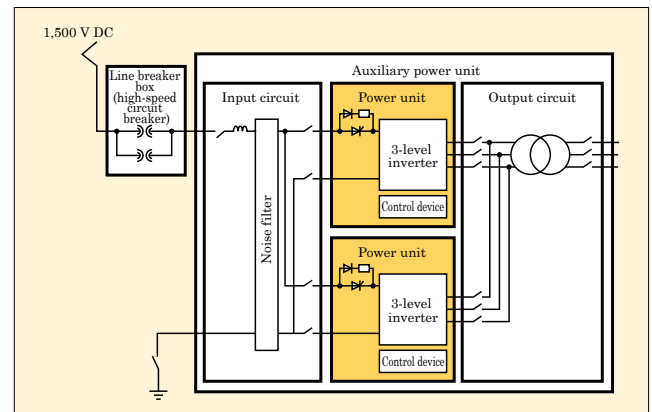 1,500 V DC
Line breaker
box
(high-speed
circuit
breaker)
Auxiliary power unit
Input circuit
Noise filter
Power unit
3-level
inverter
Control device
Power unit
3-level
inverter
Control device
Output circuit